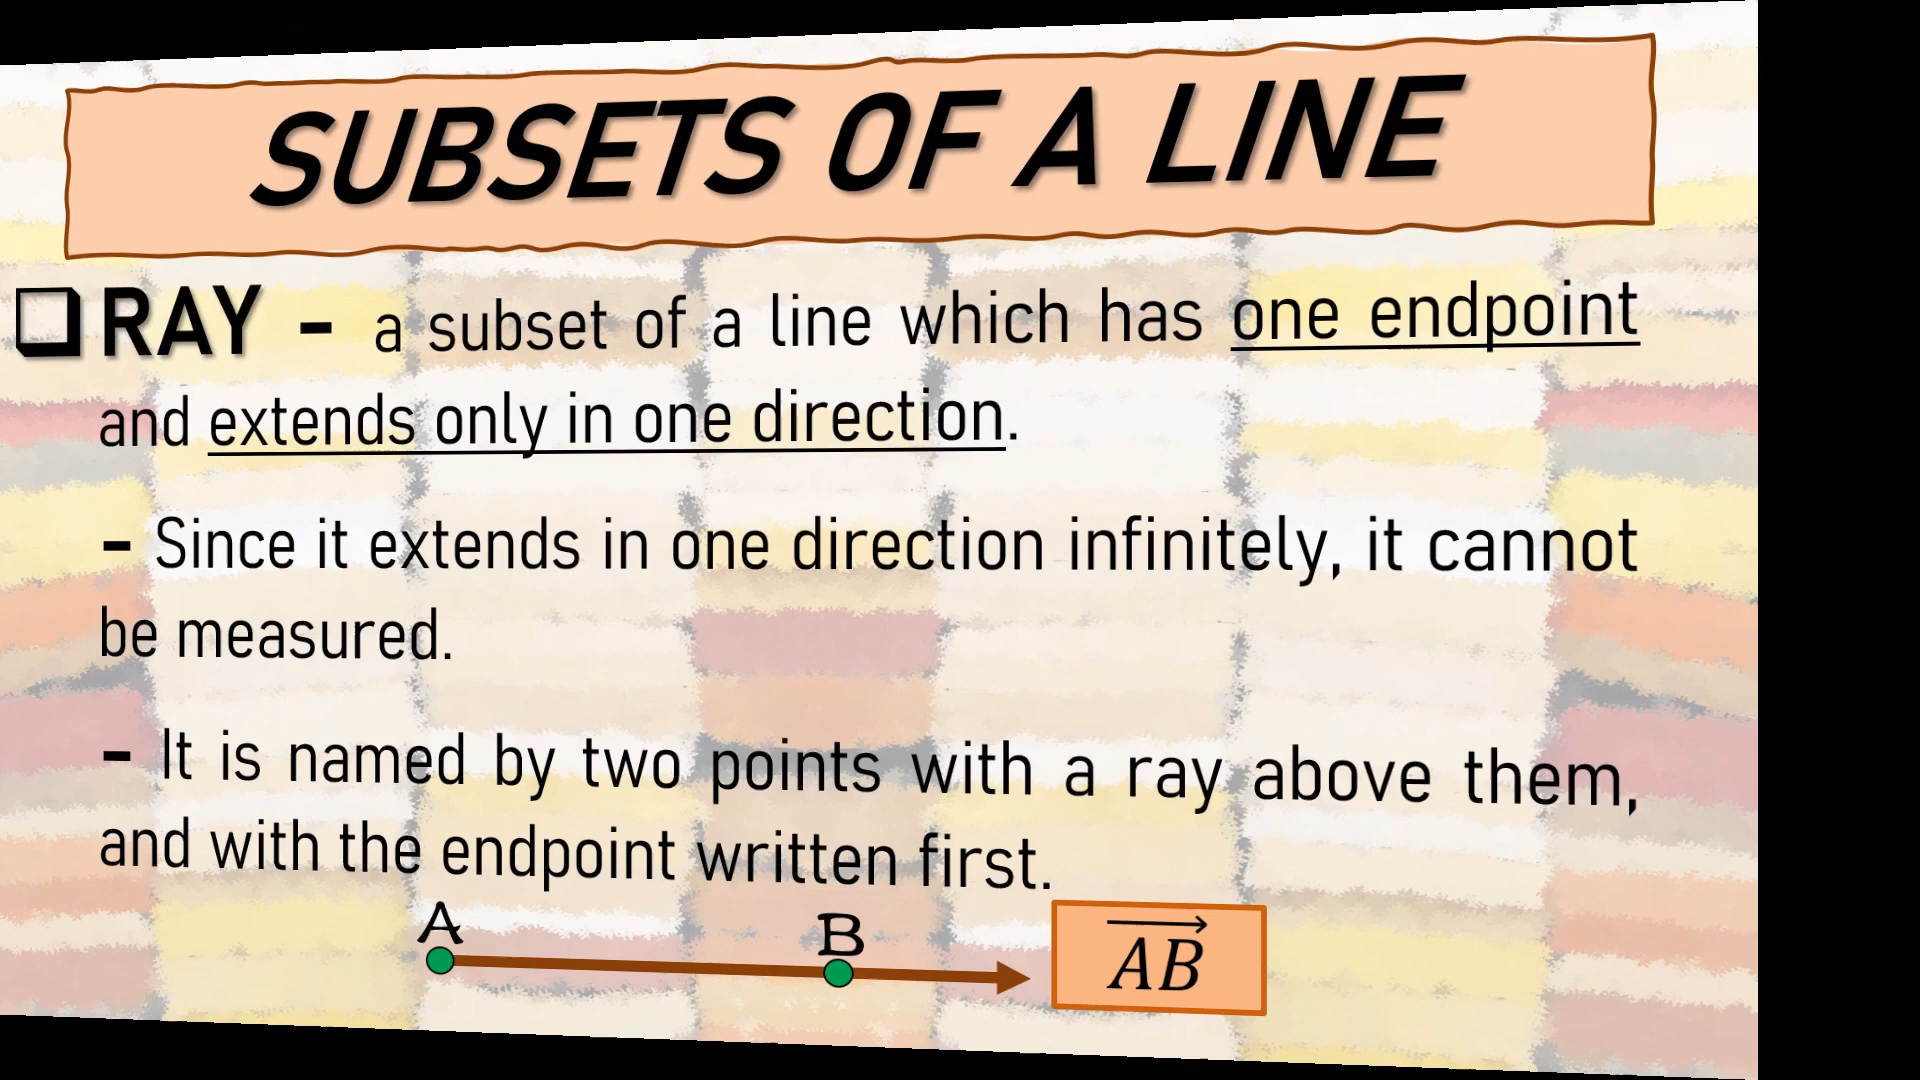 SUBSETS OF A LINE
❑ RAY – a subset of a line which has one endpoint
and extends only in one direction.
– Since it extends in one direction infinitely, it cannot
be measured.
– It is named by two points with a ray above them,
and with the endpoint written first.
A B
$\overrightarrow{AB}$